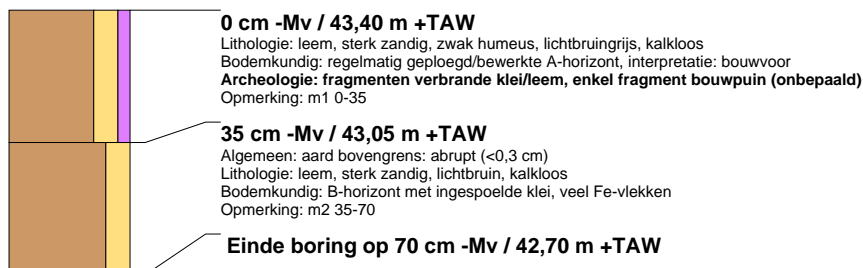 0 cm -Mv / 43,40 m +TAW
Lithologie: leem, sterk zandig, zwak humeus, lichtbruingrijs, kalkloos
Bodemkundig: regelmatig geploegd/bewerkte A-horizont, interpretatie: bouwvoor
Archeologie: fragmenten verbrande klei/leem, enkel fragment bouwpuin (onbepaald)
Opmerking: m1 0-35
35 cm -Mv / 43,05 m +TAW
Algemeen: aard bovengrens: abrupt (<0,3 cm)
Lithologie: leem, sterk zandig, lichtbruin, kalkloos
Bodemkundig: B-horizont met ingespoelde klei, veel Fe-vlekken
Opmerking: m2 35-70
Einde boring op 70 cm -Mv / 42,70 m +TAW